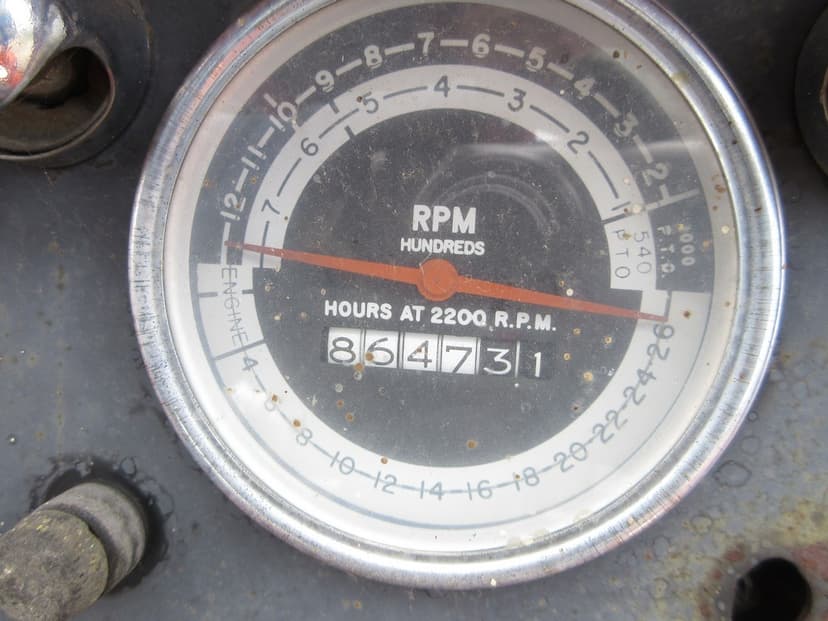 12-11-10-9-8-7-6-5-4-3-2
7 6 5 4 3 2 1
1000
P.T.O.
540
PTO
RPM
HUNDREDS
HOURS AT 2200 R.P.M.
864731
ENGINE
4-6-8-10-12-14-16-18-20-22-24-26